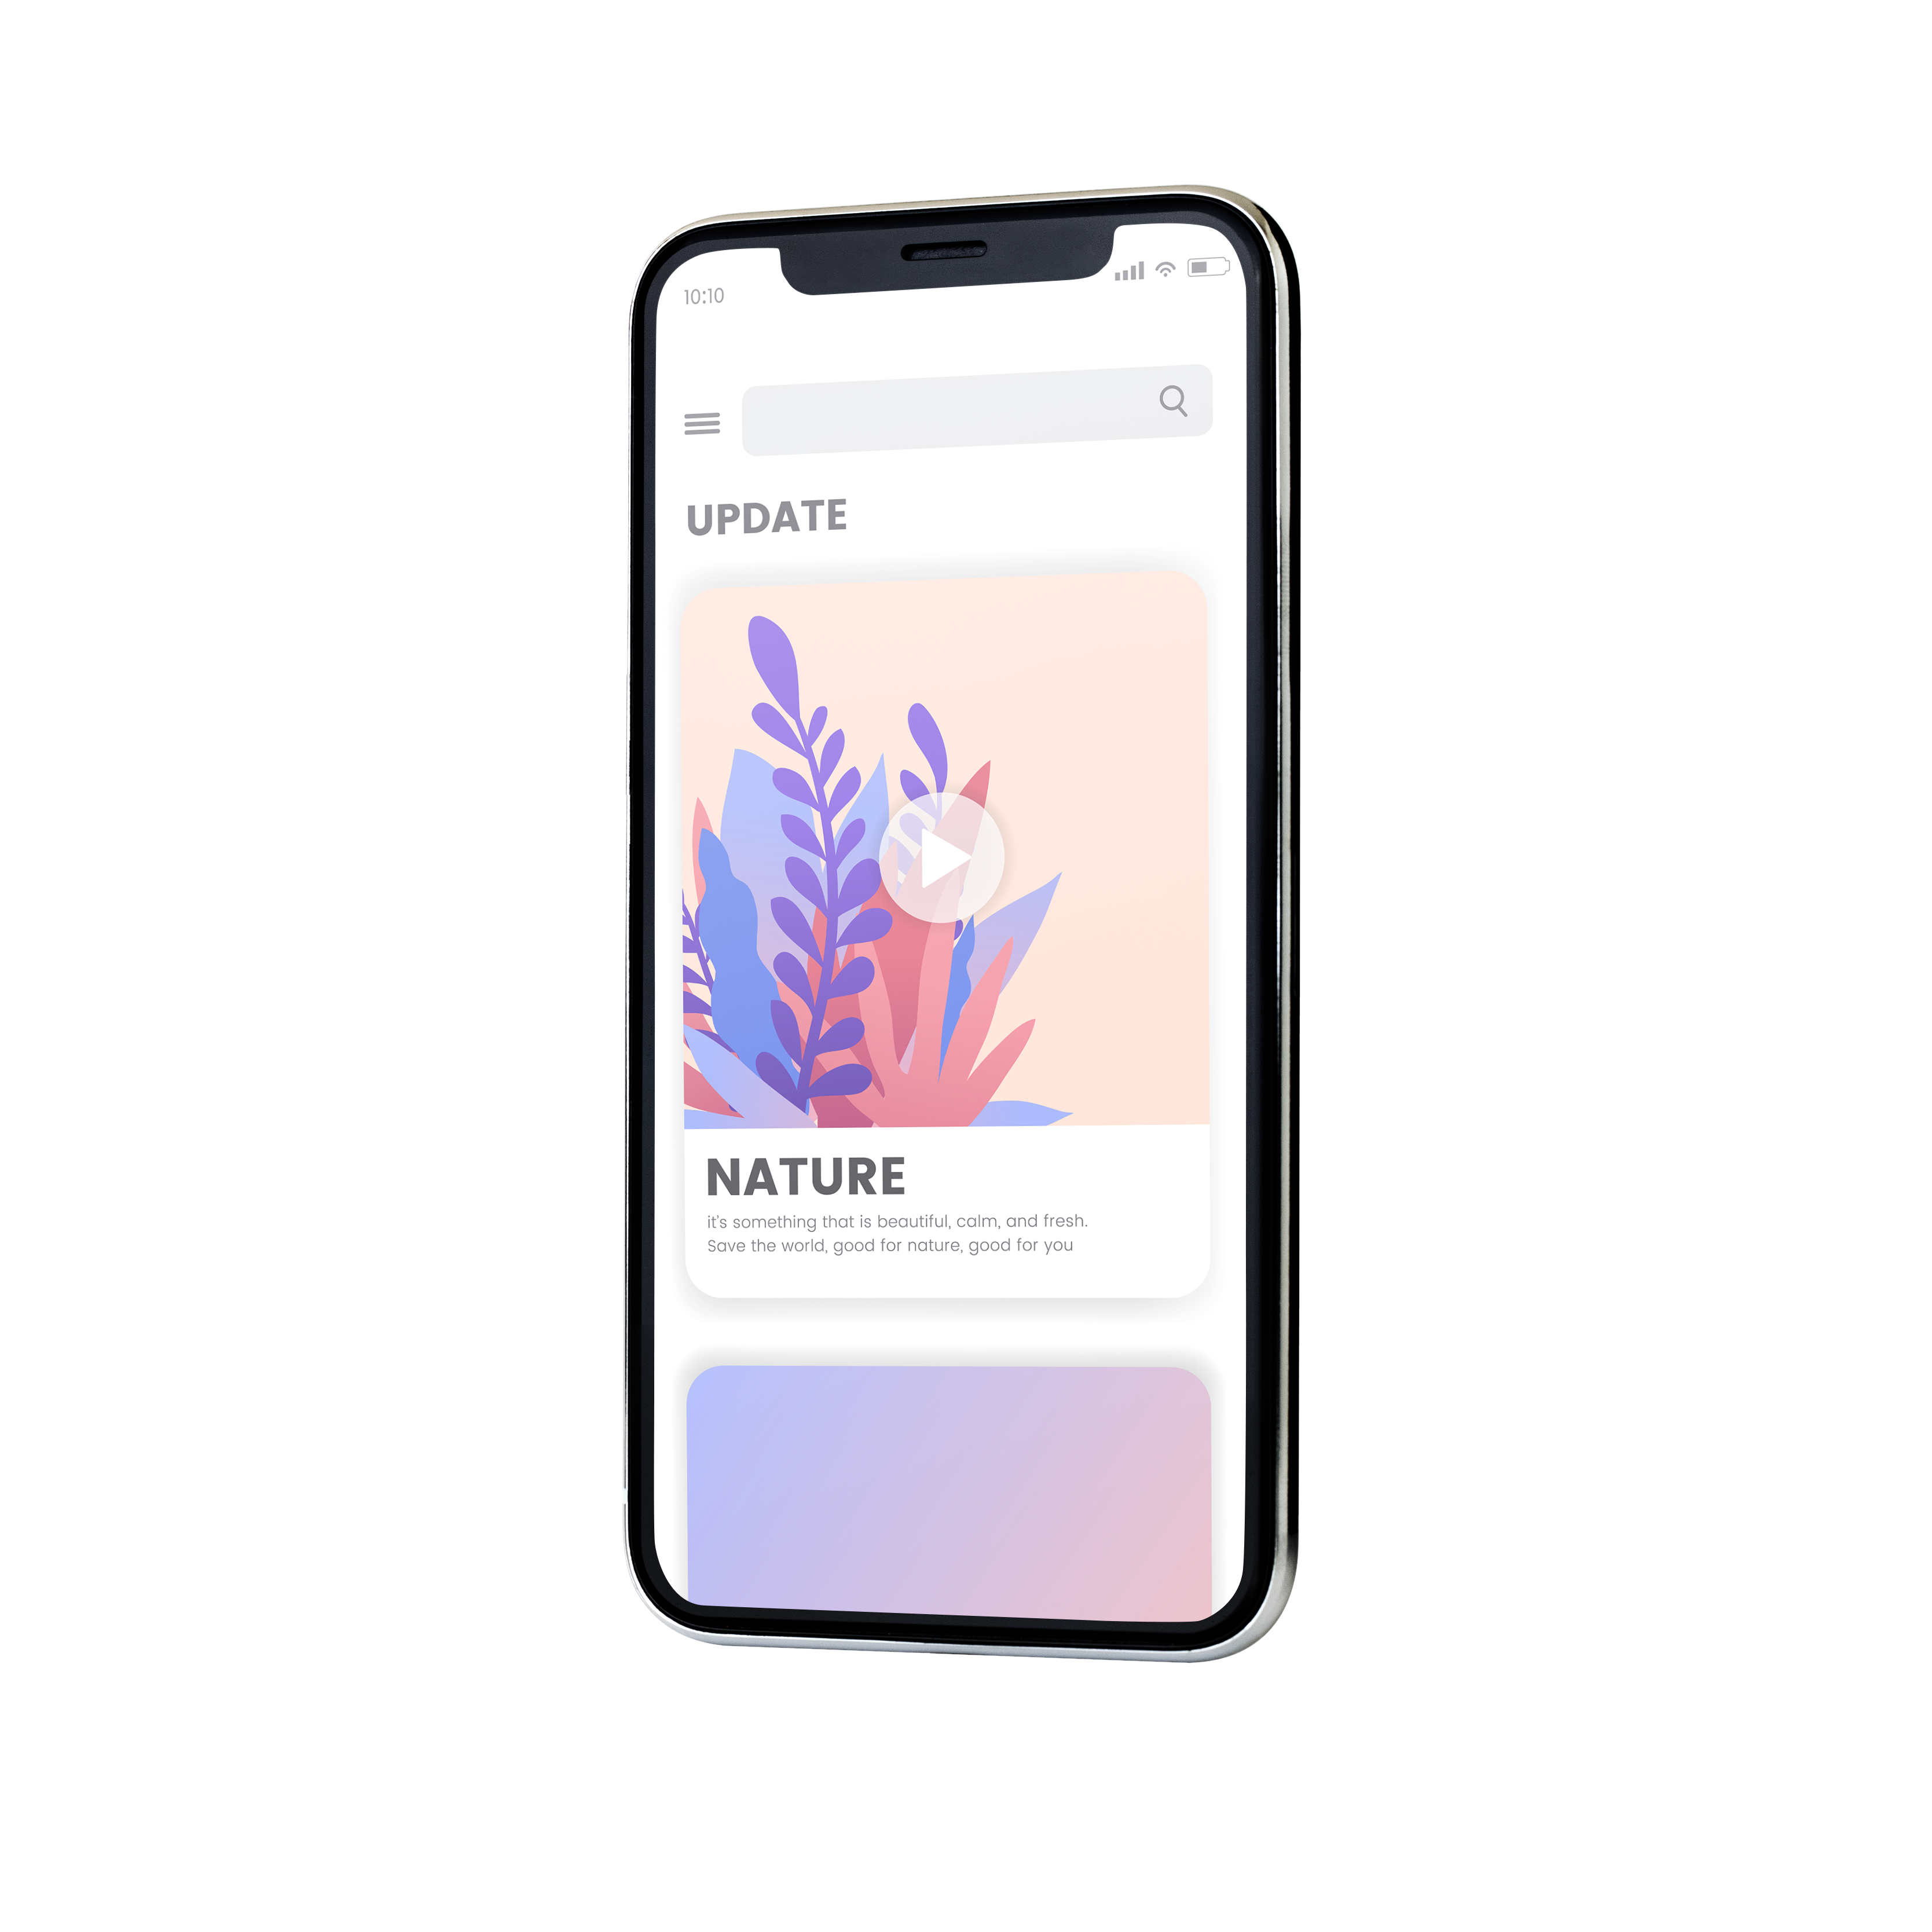 10:10
UPDATE
NATURE
it's something that is beautiful, calm, and fresh.
Save the world, good for nature, good for you